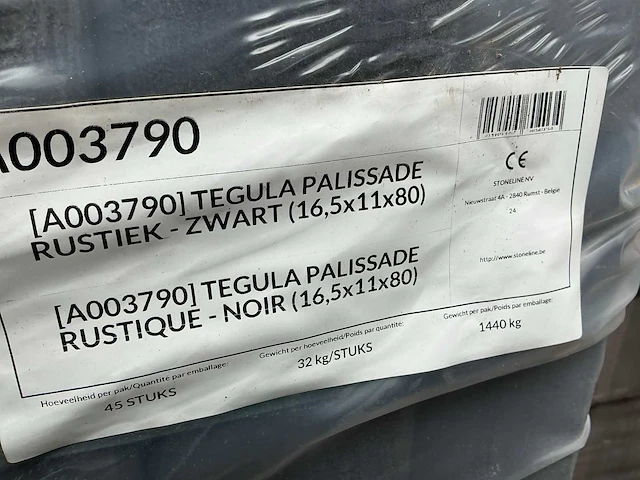 A003790
[A003790] TEGULA PALISSADE
RUSTIEK - ZWART (16,5x11x80)
[A003790] TEGULA PALISSADE
RUSTIQUE - NOIR (16,5x11x80)
CE
STONELINE NV
Nieuwstraat 4A - 2840 Rumst - Belgie
24
http://www.stoneline.be
Hoeveelheid per pak/Quantité par emballage:
45 STUKS
Gewicht per hoeveelheid/Poids par quantite:
32 kg/STUKS
Gewicht per pak/Poids par emballage:
1440 kg